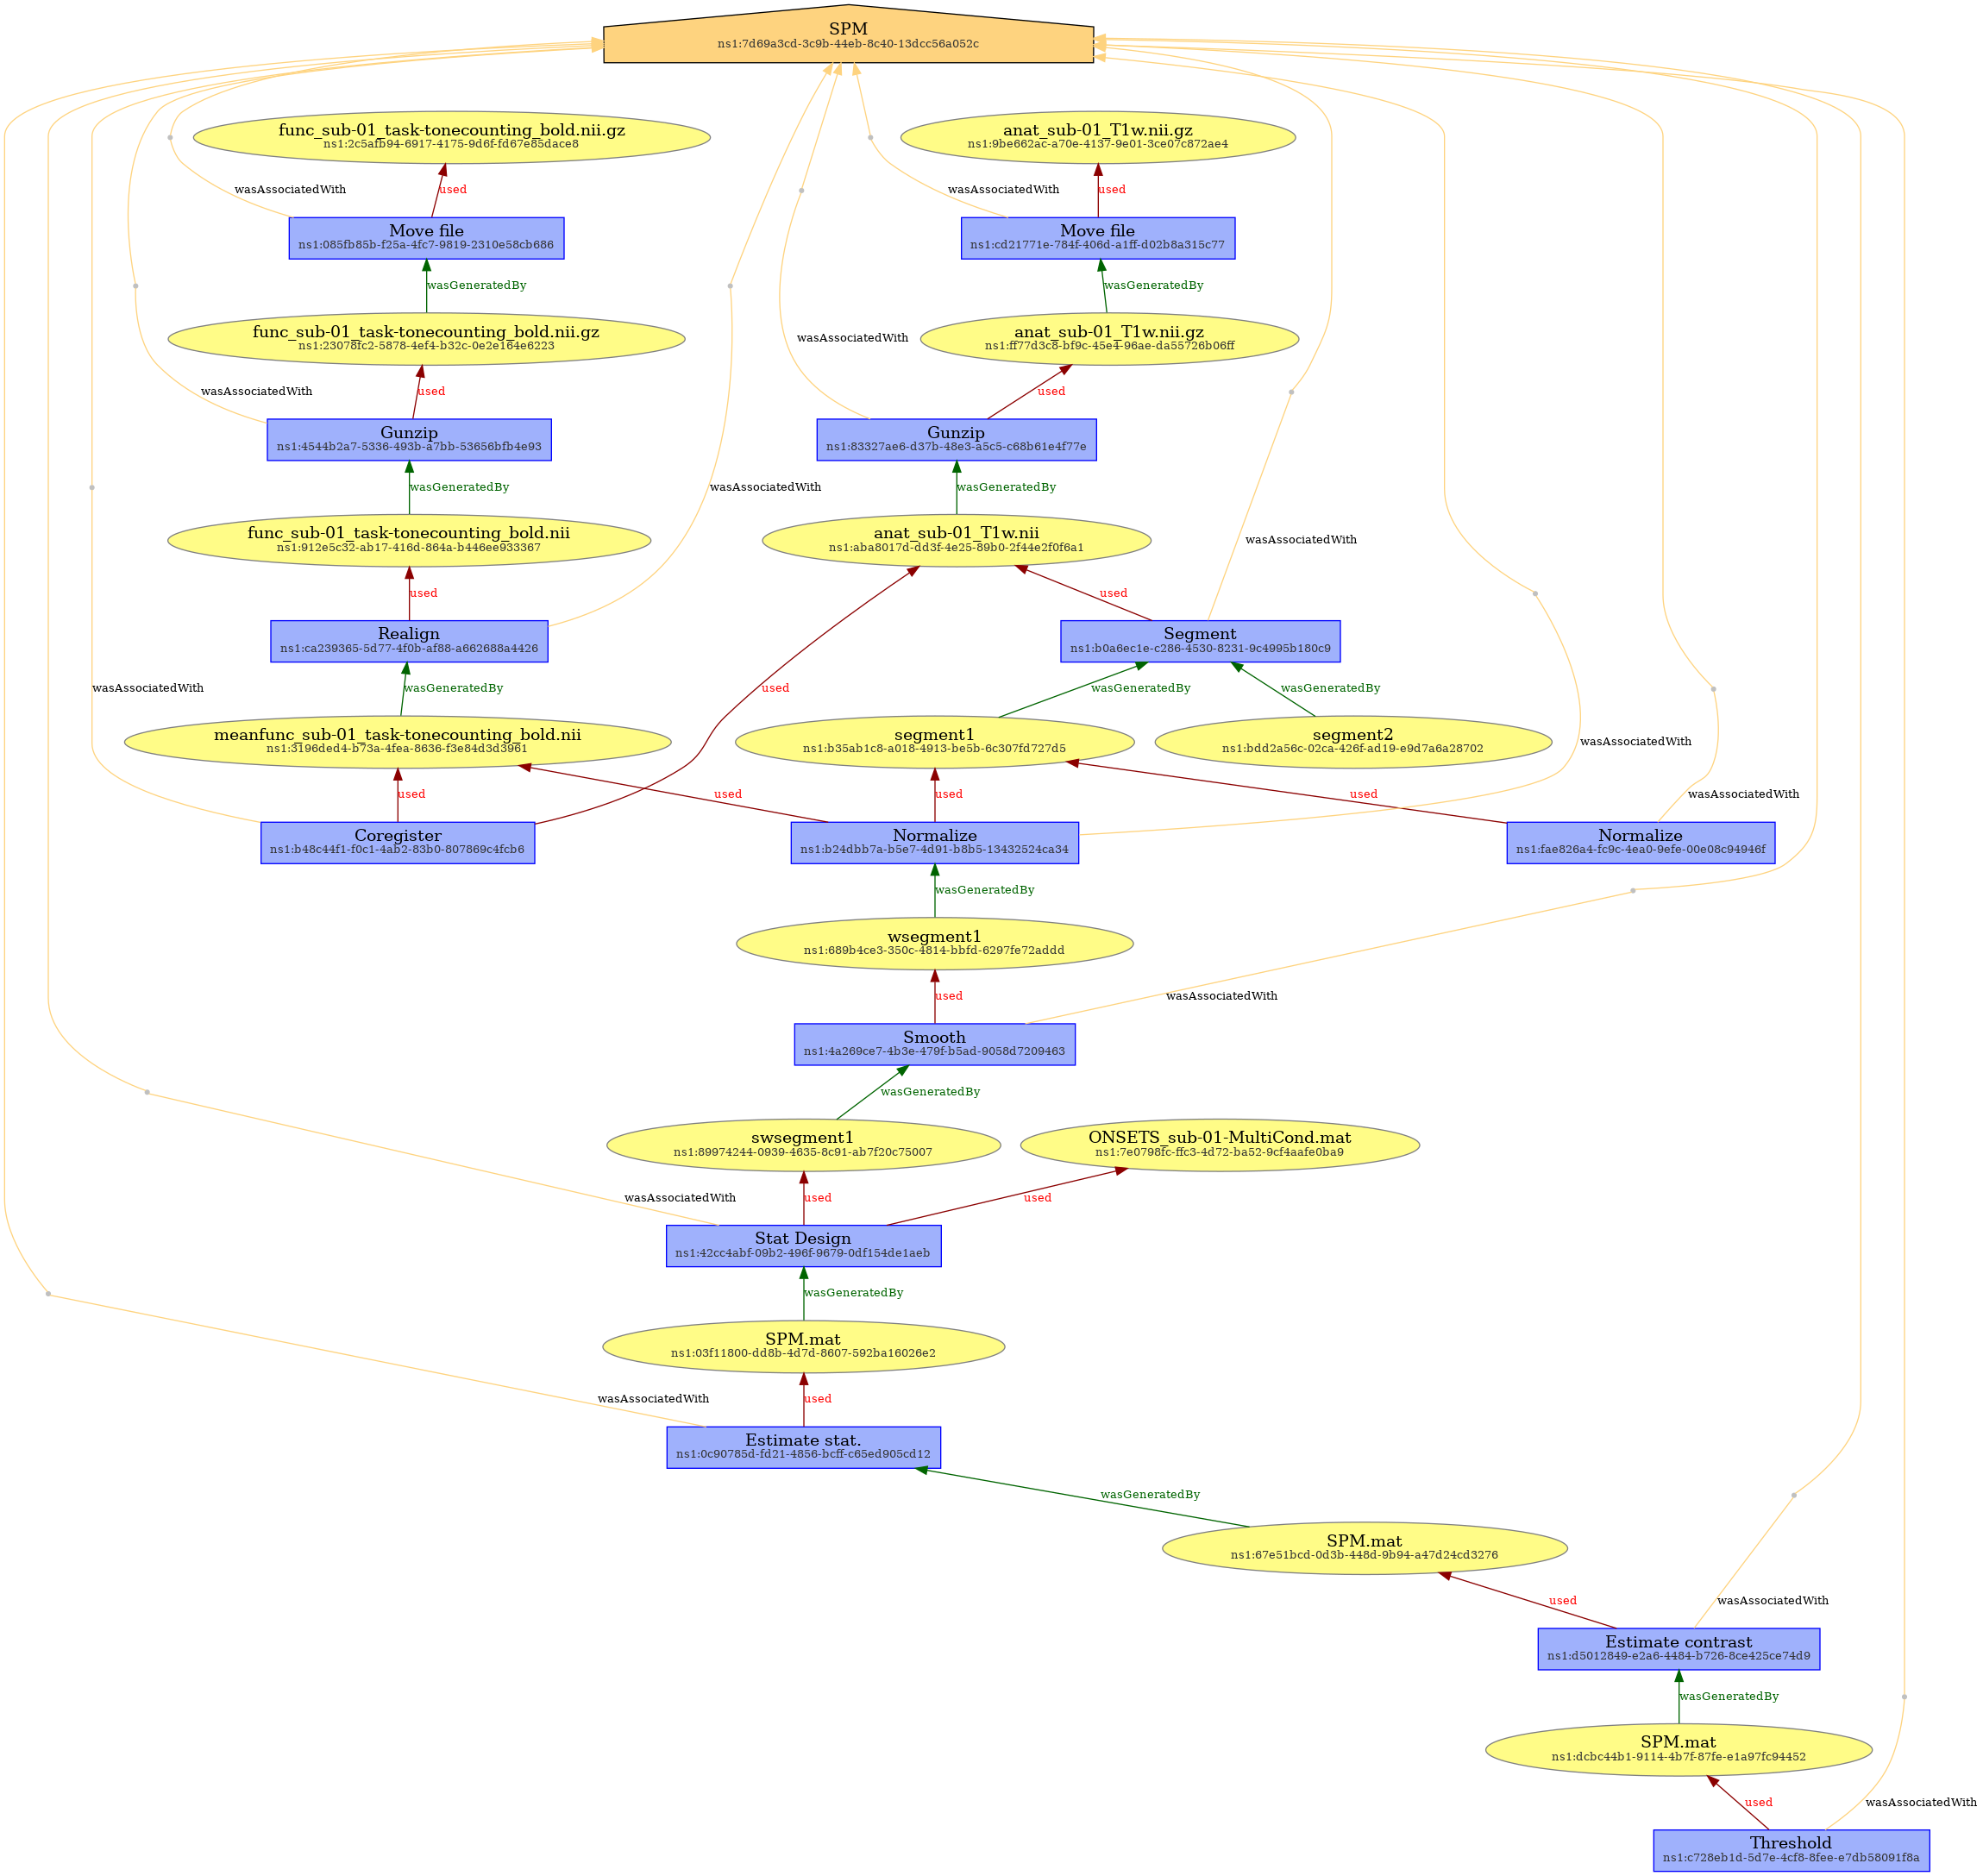 SPM
ns1:7d69a3cd-3c9b-44eb-8c40-13dcc56a052c
func_sub-01_task-tonecounting_bold.nii.gz
ns1:2c5afb94-6917-4175-9d6f-fd67e85dace8
anat_sub-01_T1w.nii.gz
ns1:9be662ac-a70e-4137-9e01-3ce07c872ae4
wasAssociatedWith
used
wasAssociatedWith
used
Move file
ns1:085fb85b-f25a-4fc7-9819-2310e58cb686
Move file
ns1:cd21771e-784f-406d-a1ff-d02b8a315c77
wasGeneratedBy
wasGeneratedBy
func_sub-01_task-tonecounting_bold.nii.gz
ns1:23078fc2-5878-4ef4-b32c-0e2e164e6223
anat_sub-01_T1w.nii.gz
ns1:ff77d3c8-bf9c-45e4-96ae-da55726b06ff
wasAssociatedWith
wasAssociatedWith
used
used
Gunzip
ns1:4544b2a7-5336-493b-a7bb-53656bfb4e93
Gunzip
ns1:83327ae6-d37b-48e3-a5c5-c68b61e4f77e
wasGeneratedBy
wasAssociatedWith
wasGeneratedBy
func_sub-01_task-tonecounting_bold.nii
ns1:912e5c32-ab17-416d-864a-b446ee933367
anat_sub-01_T1w.nii
ns1:aba8017d-dd3f-4e25-89b0-2f44e2f0f6a1
wasAssociatedWith
used
used
Realign
ns1:ca239365-5d77-4f0b-af88-a662688a4426
Segment
ns1:b0a6ec1e-c286-4530-8231-9c4995b180c9
wasAssociatedWith
wasGeneratedBy
used
wasGeneratedBy
wasGeneratedBy
meanfunc_sub-01_task-tonecounting_bold.nii
ns1:3196ded4-b73a-4fea-8636-f3e84d3d3961
segment1
ns1:b35ab1c8-a018-4913-be5b-6c307fd727d5
segment2
ns1:bdd2a56c-02ca-426f-ad19-e9d7a6a28702
wasAssociatedWith
used
used
used
used
wasAssociatedWith
Coregister
ns1:b48c44f1-f0c1-4ab2-83b0-807869c4fcb6
Normalize
ns1:b24dbb7a-b5e7-4d91-b8b5-13432524ca34
Normalize
ns1:fae826a4-fc9c-4ea0-9efe-00e08c94946f
wasGeneratedBy
wsegment1
ns1:689b4ce3-350c-4814-bbfd-6297fe72addd
used
wasAssociatedWith
Smooth
ns1:4a269ce7-4b3e-479f-b5ad-9058d7209463
wasGeneratedBy
swsegment1
ns1:89974244-0939-4635-8c91-ab7f20c75007
ONSETS_sub-01-MultiCond.mat
ns1:7e0798fc-ffc3-4d72-ba52-9cf4aafe0ba9
wasAssociatedWith
used
used
Stat Design
ns1:42cc4abf-09b2-496f-9679-0df154de1aeb
wasGeneratedBy
SPM.mat
ns1:03f11800-dd8b-4d7d-8607-592ba16026e2
wasAssociatedWith
used
Estimate stat.
ns1:0c90785d-fd21-4856-bcff-c65ed905cd12
wasGeneratedBy
SPM.mat
ns1:67e51bcd-0d3b-448d-9b94-a47d24cd3276
used
wasAssociatedWith
Estimate contrast
ns1:d5012849-e2a6-4484-b726-8ce425ce74d9
wasGeneratedBy
SPM.mat
ns1:dcbc44b1-9114-4b7f-87fe-e1a97fc94452
used
wasAssociatedWith
Threshold
ns1:c728eb1d-5d7e-4cf8-8fee-e7db58091f8a